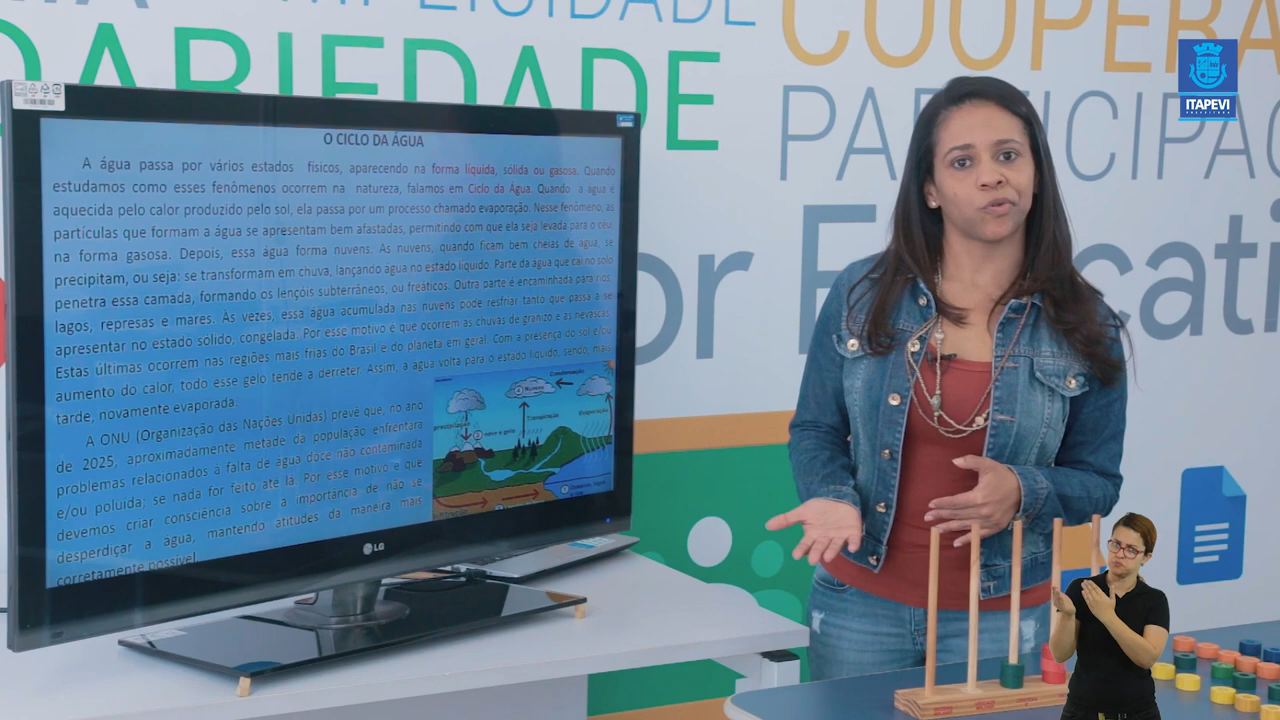 MPLICIDADE
COOPERA
DARIEDADE
PARTICIPAÇ
or Educati
ITAPEVI
PREFEITURA
O CICLO DA ÁGUA
A água passa por vários estados físicos, aparecendo na forma líquida, sólida ou gasosa. Quando
estudamos como esses fenômenos ocorrem na natureza, falamos em Ciclo da Água. Quando a água é
aquecida pelo calor produzido pelo sol, ela passa por um processo chamado evaporação. Nesse fenômeno, as
partículas que formam a água se apresentam bem afastadas, permitindo com que ela seja levada para o céu,
na forma gasosa. Depois, essa água forma nuvens. As nuvens, quando ficam bem cheias de água, se
precipitam, ou seja: se transformam em chuva, lançando água no estado líquido. Parte da água que cai no solo
penetra essa camada, formando os lençóis subterrâneos, ou freáticos. Outra parte é encaminhada para rios,
lagos, represas e mares. Às vezes, essa água acumulada nas nuvens pode resfriar tanto que passa a se
apresentar no estado sólido, congelada. Por esse motivo é que ocorrem as chuvas de granizo e as nevascas.
Estas últimas ocorrem nas regiões mais frias do Brasil e do planeta em geral. Com a presença do sol e/ou
aumento do calor, todo esse gelo tende a derreter. Assim, a água volta para o estado líquido, sendo, mais
tarde, novamente evaporada.
A ONU (Organização das Nações Unidas) prevê que, no ano
de 2025, aproximadamente metade da população enfrentará
problemas relacionados à falta de água doce não contaminada
e/ou poluída; se nada for feito até lá. Por esse motivo é que
devemos criar consciência sobre a importância de não se
desperdiçar a água, mantendo atitudes da maneira mais
corretamente possível.
Condensação
Nuvens
precipitação
Transpiração
Evaporação
neve e gelo
infiltração
LG